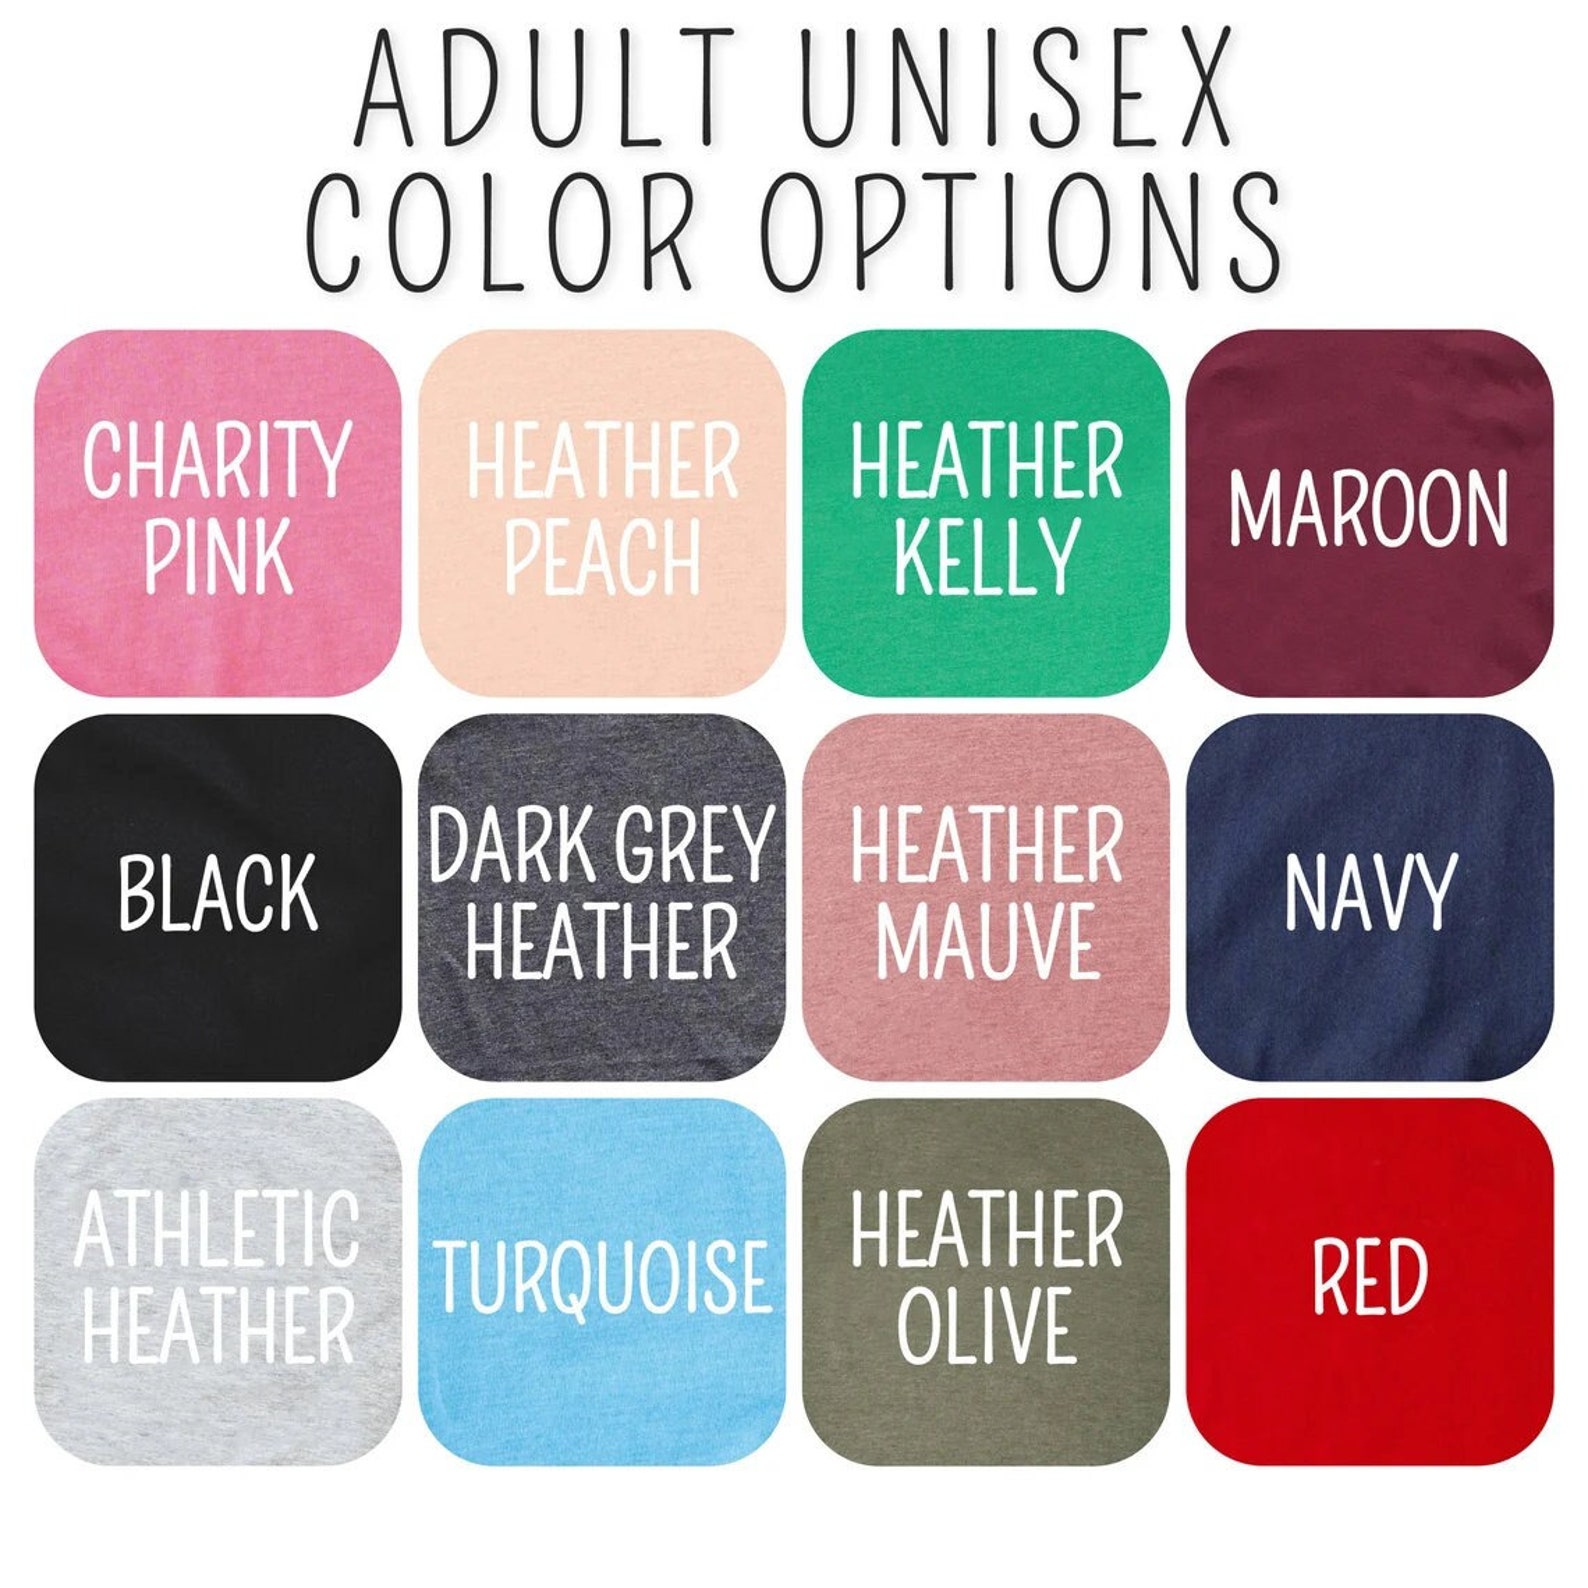 ADULT UNISEX
COLOR OPTIONS
CHARITY
PINK
HEATHER
PEACH
HEATHER
KELLY
MAROON
BLACK
DARK GREY
HEATHER
HEATHER
MAUVE
NAVY
ATHLETIC
HEATHER
TURQUOISE
HEATHER
OLIVE
RED